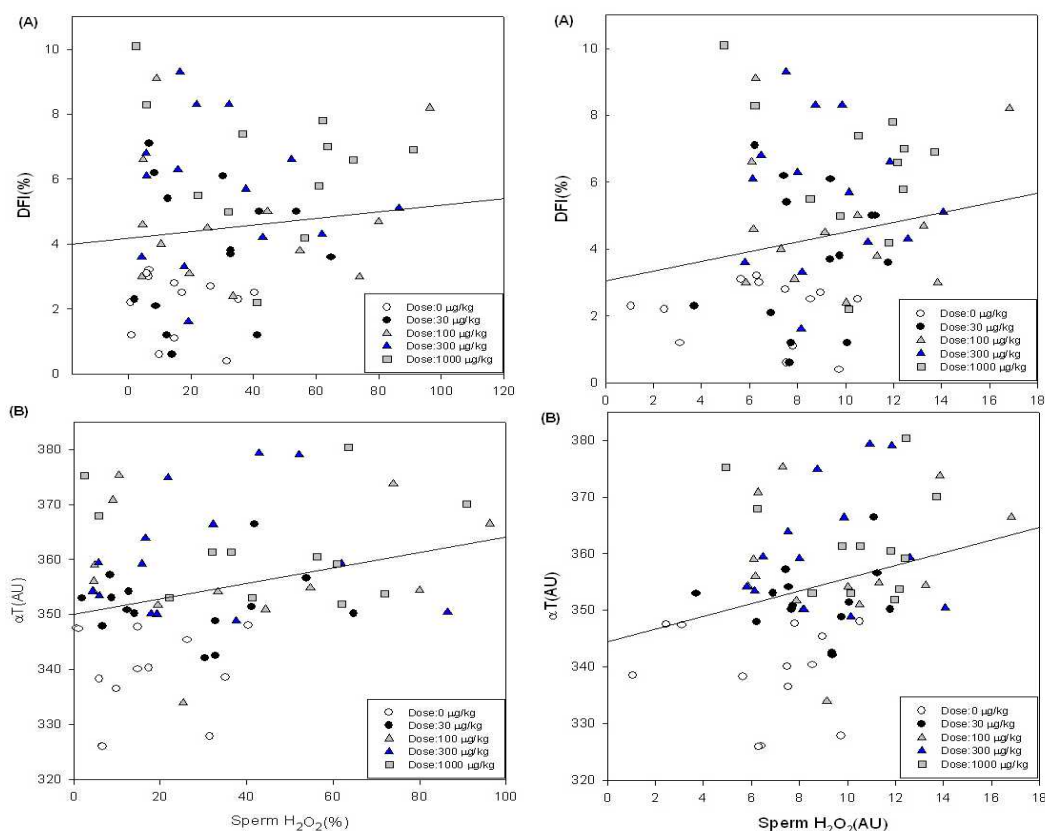 (A)
DFI(%)
10
8
6
4
2
0
0 20 40 60 80 100 120
Dose:0 µg/kg
Dose:30 µg/kg
Dose:100 µg/kg
Dose:300 µg/kg
Dose:1000 µg/kg
(A)
DFI(%)
10
8
6
4
2
0
0 2 4 6 8 10 12 14 16 18
Dose:0 µg/kg
Dose:30 µg/kg
Dose:100 µg/kg
Dose:300 µg/kg
Dose:1000 µg/kg
(B)
αT(AU)
380
370
360
350
340
330
320
0 20 40 60 80 100
Sperm H₂O₂(%)
Dose:0 µg/kg
Dose:30 µg/kg
Dose:100 µg/kg
Dose:300 µg/kg
Dose:1000 µg/kg
(B)
αT(AU)
380
370
360
350
340
330
320
0 2 4 6 8 10 12 14 16 18
Sperm H₂O₂(AU)
Dose:0 µg/kg
Dose:30 µg/kg
Dose:100 µg/kg
Dose:300 µg/kg
Dose:1000 µg/kg